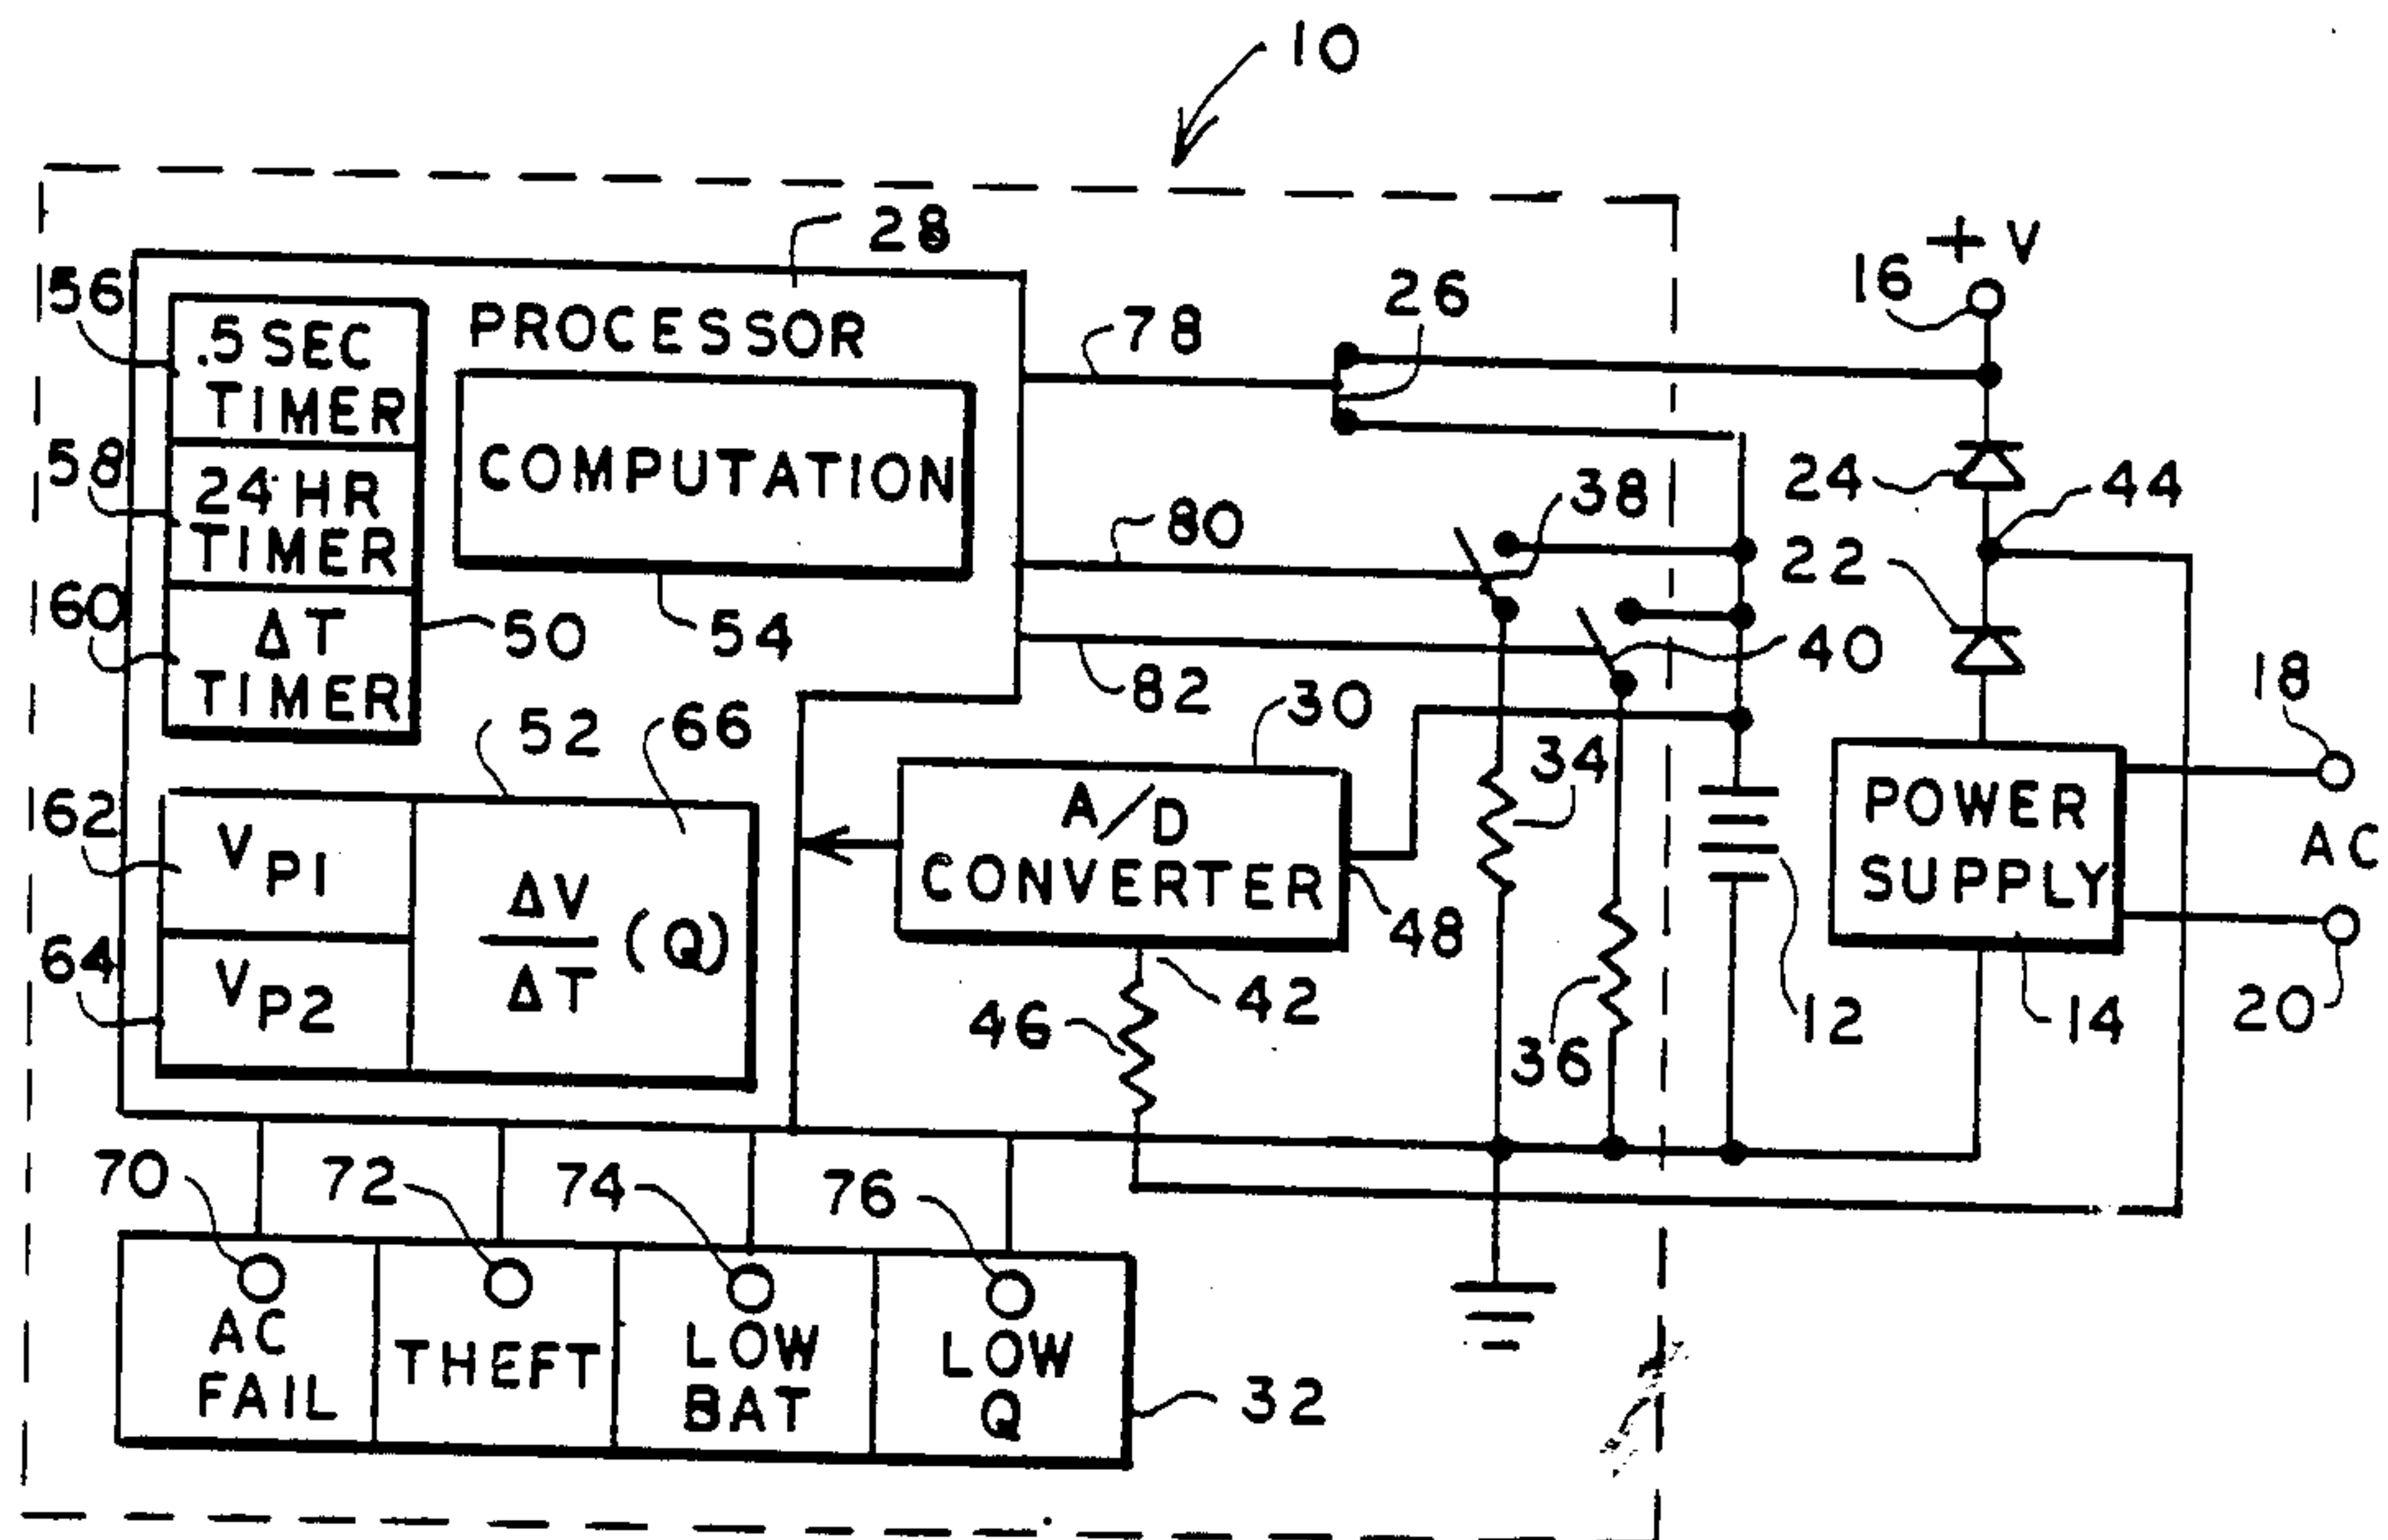 10
28
+ V
16
56
.5 SEC
TIMER
PROCESSOR
78
26
58
24 HR
TIMER
COMPUTATION
80
38
24
44
22
60
Δ T
TIMER
50
54
82
40
18
52
66
30
34
62
V P1
ΔV
ΔT
(Q)
A/D
CONVERTER
48
POWER
SUPPLY
AC
64
V P2
46
42
36
12
14
20
70
72
74
76
AC
FAIL
THEFT
LOW
BAT
LOW
Q
32